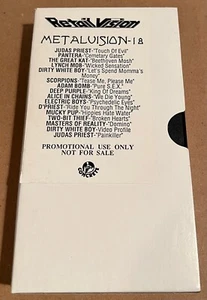 RetailVision
METALVISION-18
JUDAS PRIEST-"Touch Of Evil"
PANTERA-"Cemetary Gates"
THE GREAT KAT-"Beethoven Mosh"
LYNCH MOB-"Wicked Sensation"
DIRTY WHITE BOY-"Let's Spend Momma's
Money"
SCORPIONS-"Tease Me, Please Me"
ADAM BOMB-"Pure S.E.X."
DEEP PURPLE-"King Of Dreams"
ALICE IN CHAINS-"We Die Young"
ELECTRIC BOYS-"Psychedelic Eyes"
D'PRIEST-"Kids You Through The Night"
MUCKY PUP-"Hippies Hate Water"
TWO-BIT THIEF-"Broken Hearts"
MASTERS OF REALITY-"Domino"
DIRTY WHITE BOY-Video Profile
JUDAS PRIEST-"Painkiller"
PROMOTIONAL USE ONLY
NOT FOR SALE